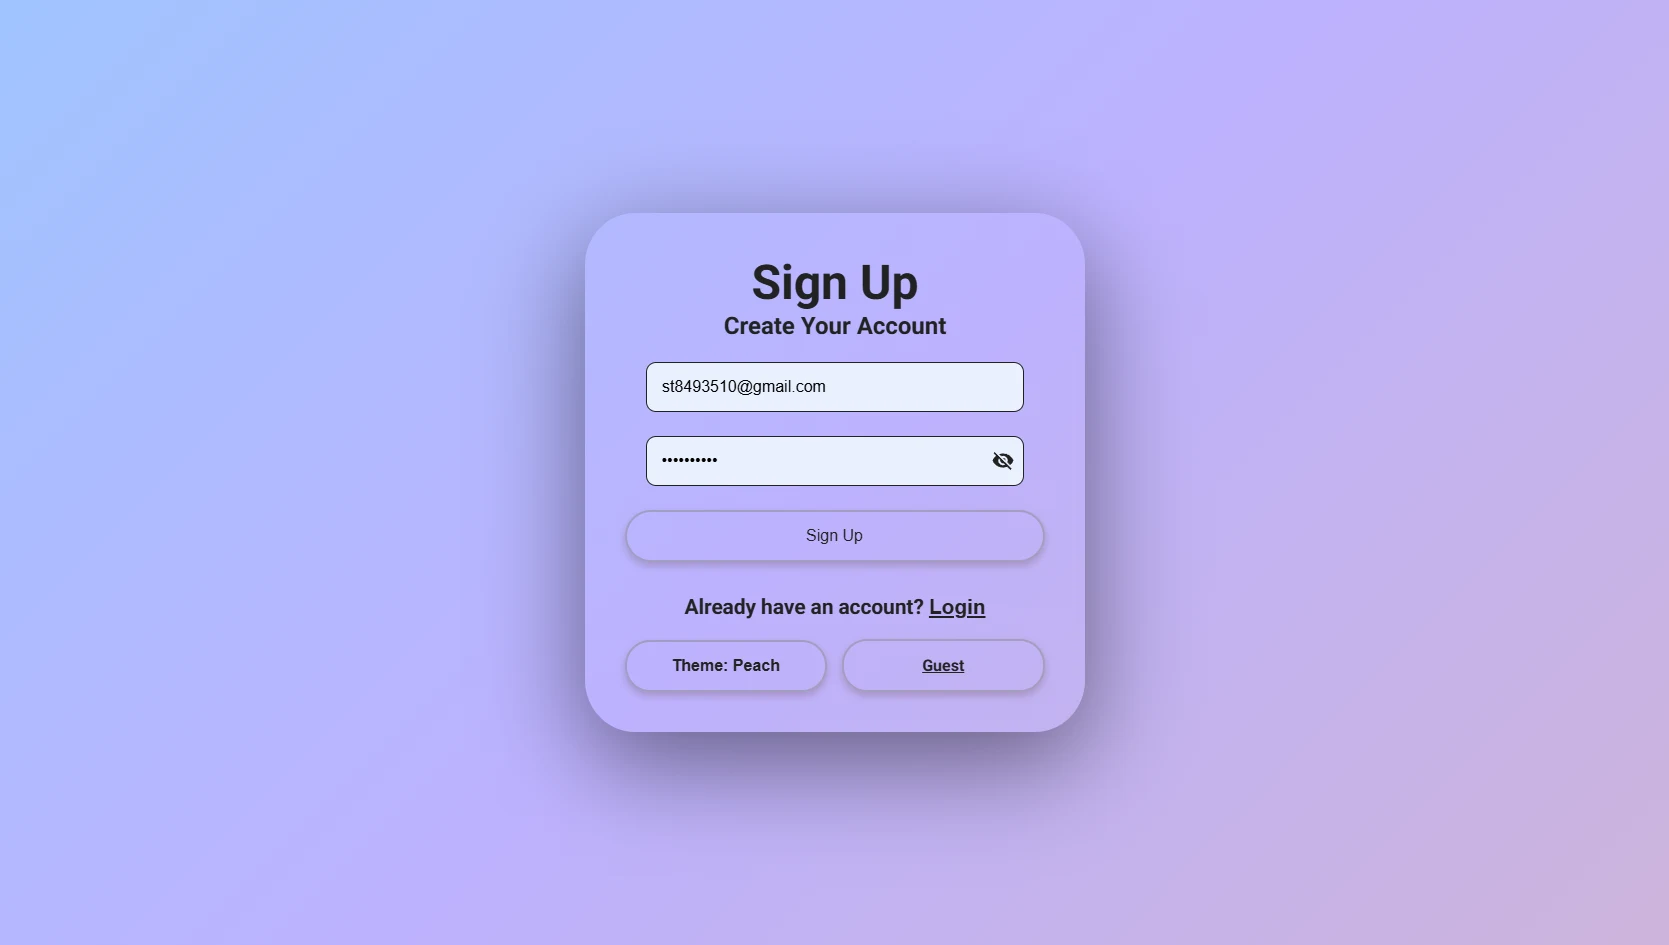 Sign Up
Create Your Account
st8493510@gmail.com
••••••••••
Sign Up
Already have an account? Login
Theme: Peach
Guest